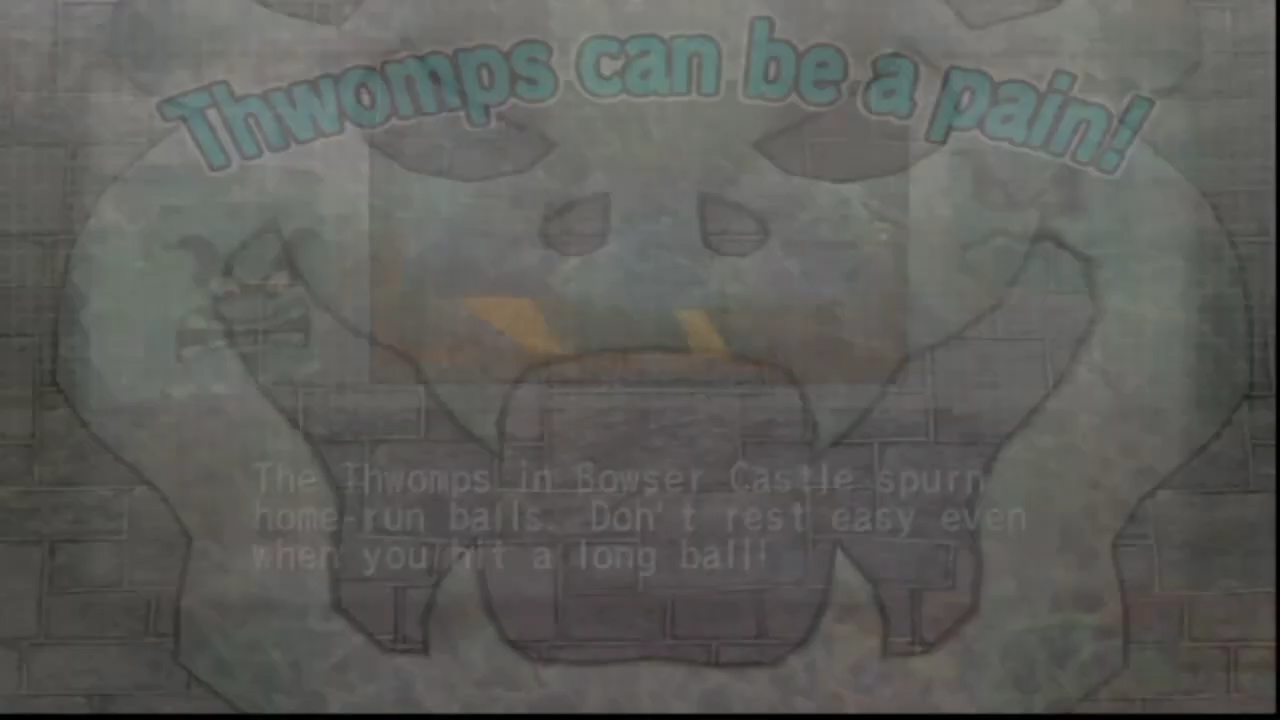 Thwomps can be a pain!
The Thwomps in Bowser Castle spurn
home-run balls. Don't rest easy even
when you hit a long ball!